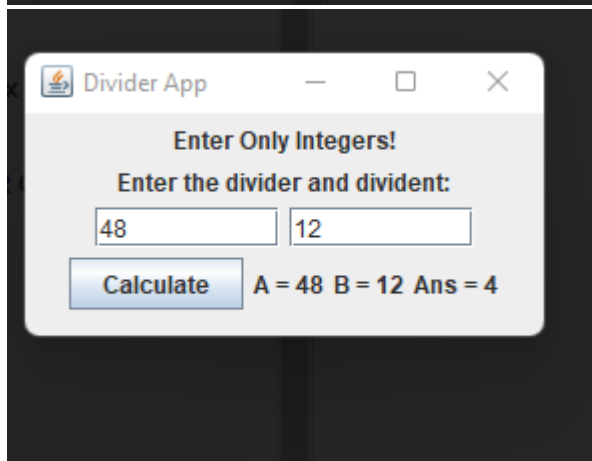 Divider App
Enter Only Integers!
Enter the divider and divident:
48 12
Calculate A = 48 B = 12 Ans = 4